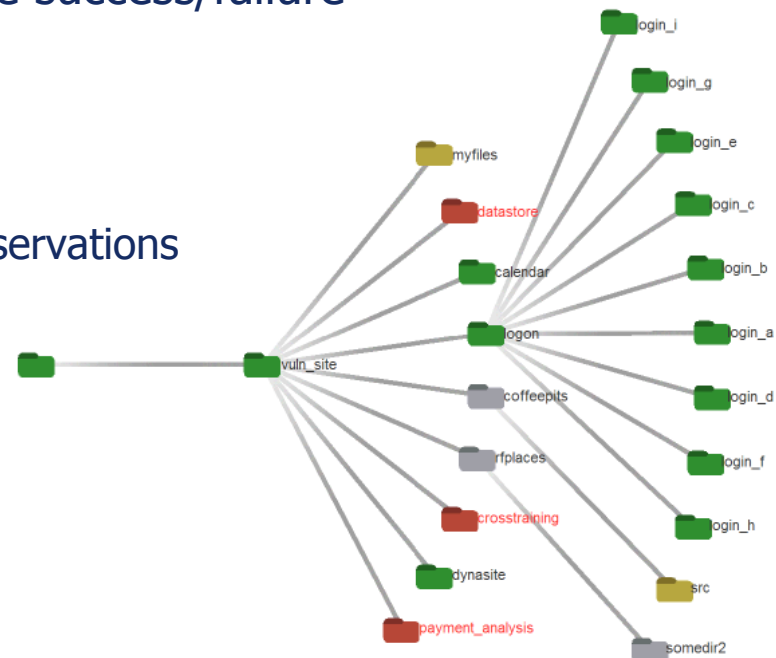 success/failure
login_i
login_g
myfiles
login_e
datastore
login_c
servations
calendar
login_b
logon
login_a
vuln_site
coffeepits
login_d
rfplaces
login_f
crosstraining
login_h
dynasite
src
payment_analysis
somedir2